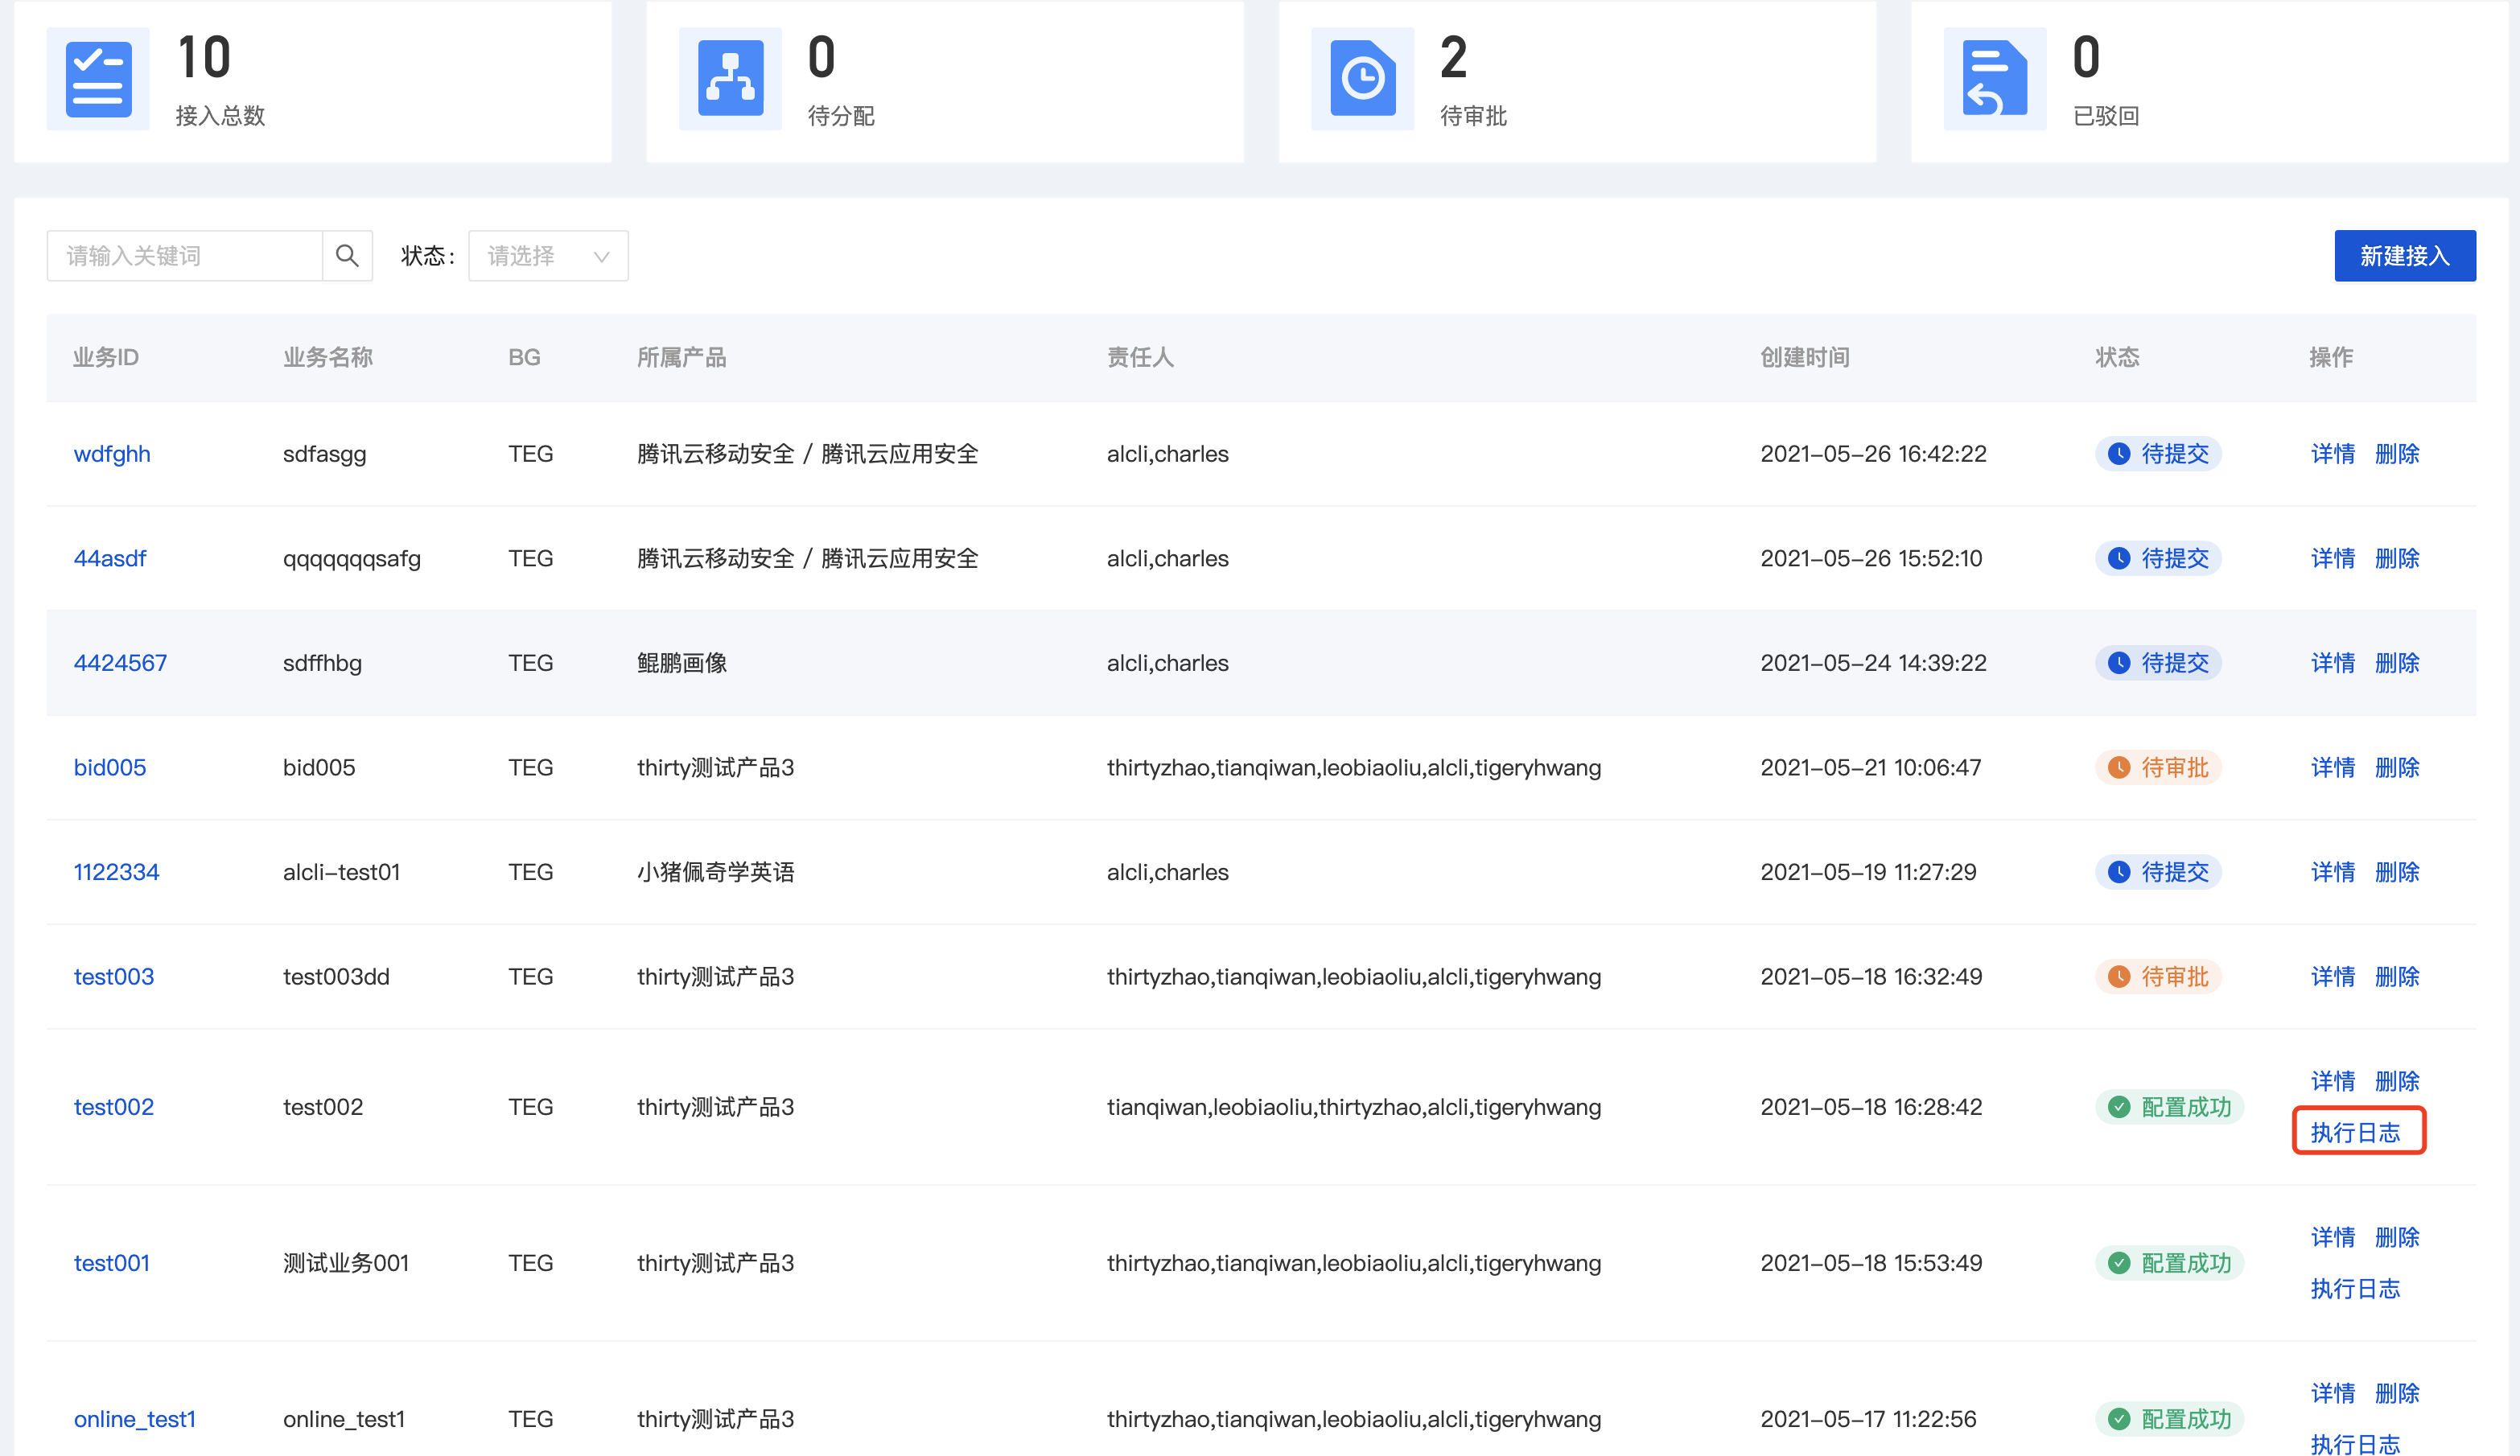 10
接入总数
0
待分配
2
待审批
0
已驳回
请输入关键词 状态: 请选择 新建接入
业务ID 业务名称 BG 所属产品 责任人 创建时间 状态 操作
wdfghh sdfasgg TEG 腾讯云移动安全 / 腾讯云应用安全 alcli,charles 2021-05-26 16:42:22 待提交 详情 删除
44asdf qqqqqqqsafg TEG 腾讯云移动安全 / 腾讯云应用安全 alcli,charles 2021-05-26 15:52:10 待提交 详情 删除
4424567 sdffhbg TEG 鲲鹏画像 alcli,charles 2021-05-24 14:39:22 待提交 详情 删除
bid005 bid005 TEG thirty测试产品3 thirtyzhao,tianqiwan,leobiaoliu,alcli,tigeryhwang 2021-05-21 10:06:47 待审批 详情 删除
1122334 alcli-test01 TEG 小猪佩奇学英语 alcli,charles 2021-05-19 11:27:29 待提交 详情 删除
test003 test003dd TEG thirty测试产品3 thirtyzhao,tianqiwan,leobiaoliu,alcli,tigeryhwang 2021-05-18 16:32:49 待审批 详情 删除
test002 test002 TEG thirty测试产品3 tianqiwan,leobiaoliu,thirtyzhao,alcli,tigeryhwang 2021-05-18 16:28:42 配置成功 详情 删除
执行日志
test001 测试业务001 TEG thirty测试产品3 thirtyzhao,tianqiwan,leobiaoliu,alcli,tigeryhwang 2021-05-18 15:53:49 配置成功 详情 删除
执行日志
online_test1 online_test1 TEG thirty测试产品3 thirtyzhao,tianqiwan,leobiaoliu,alcli,tigeryhwang 2021-05-17 11:22:56 配置成功 详情 删除
执行日志